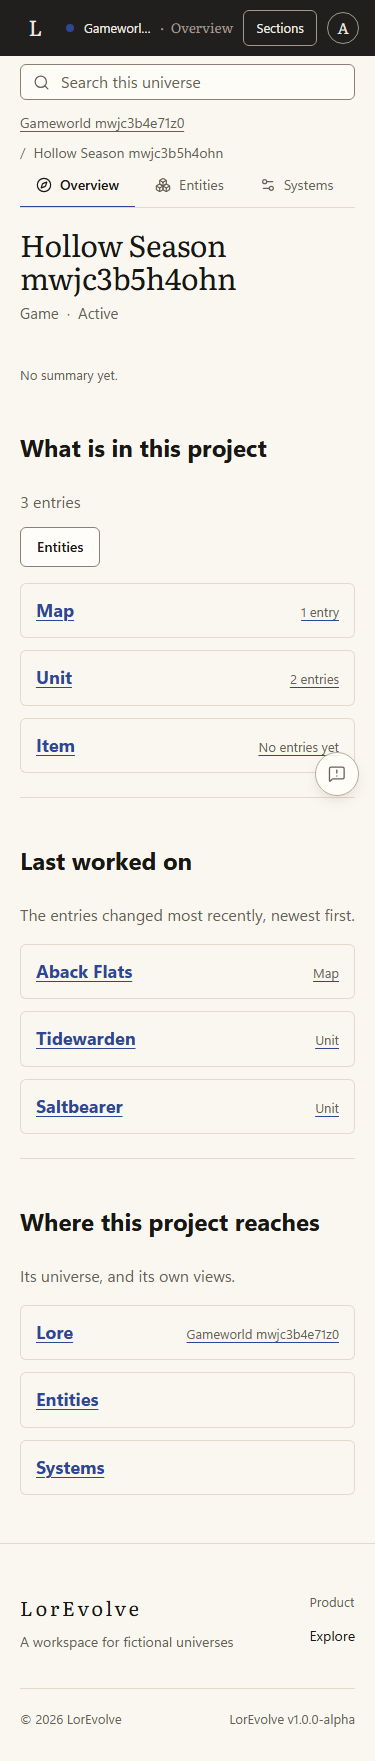 L Gameworl... · Overview Sections A
Search this universe
Gameworld mwjc3b4e71z0
/ Hollow Season mwjc3b5h4ohn
Overview Entities Systems
Hollow Season
mwjc3b5h4ohn
Game · Active
No summary yet.
What is in this project
3 entries
Entities
Map 1 entry
Unit 2 entries
Item No entries yet
Last worked on
The entries changed most recently, newest first.
Aback Flats Map
Tidewarden Unit
Saltbearer Unit
Where this project reaches
Its universe, and its own views.
Lore Gameworld mwjc3b4e71z0
Entities
Systems
LorEvolve Product
A workspace for fictional universes Explore
© 2026 LorEvolve LorEvolve v1.0.0-alpha